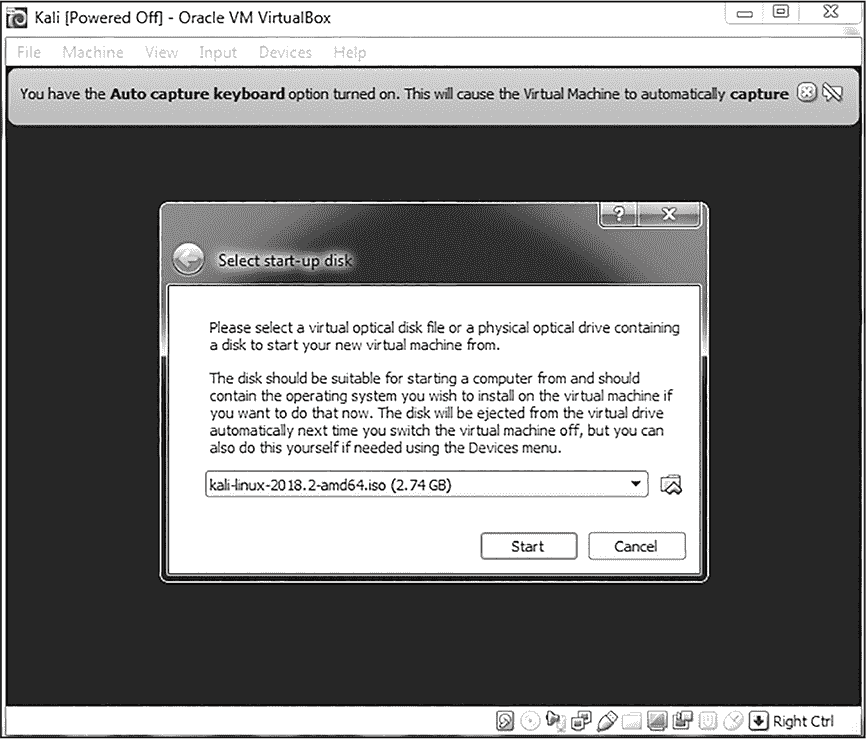 Kali [Powered Off] - Oracle VM VirtualBox
File Machine View Input Devices Help
You have the Auto capture keyboard option turned on. This will cause the Virtual Machine to automatically capture
?
Select start-up disk
Please select a virtual optical disk file or a physical optical drive containing
a disk to start your new virtual machine from.
The disk should be suitable for starting a computer from and should
contain the operating system you wish to install on the virtual machine if
you want to do that now. The disk will be ejected from the virtual drive
automatically next time you switch the virtual machine off, but you can
also do this yourself if needed using the Devices menu.
kali-linux-2018.2-amd64.iso (2.74 GB)
Start Cancel
Right Ctrl